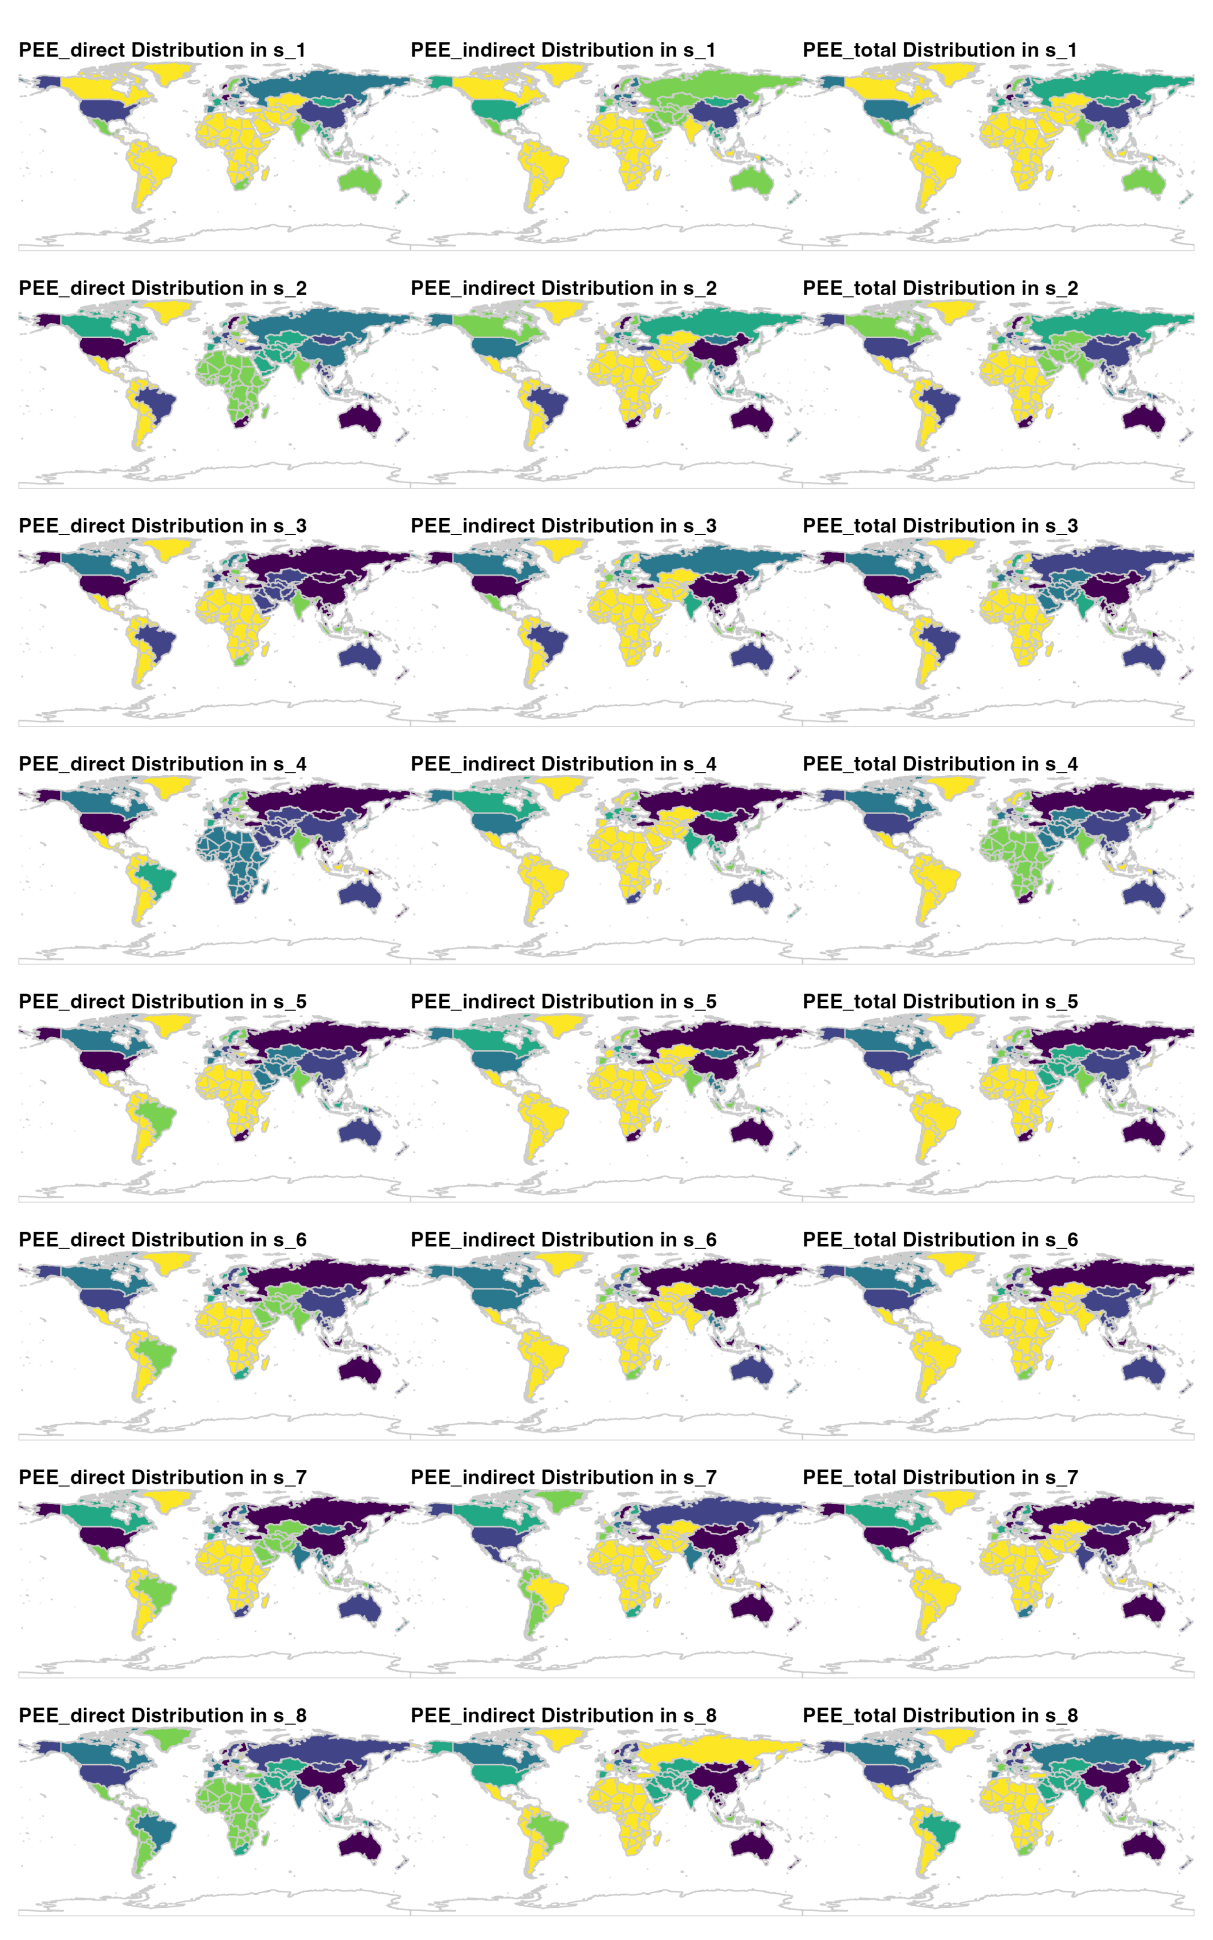 PEE_direct Distribution in s_1
PEE_indirect Distribution in s_1
PEE_total Distribution in s_1
PEE_direct Distribution in s_2
PEE_indirect Distribution in s_2
PEE_total Distribution in s_2
PEE_direct Distribution in s_3
PEE_indirect Distribution in s_3
PEE_total Distribution in s_3
PEE_direct Distribution in s_4
PEE_indirect Distribution in s_4
PEE_total Distribution in s_4
PEE_direct Distribution in s_5
PEE_indirect Distribution in s_5
PEE_total Distribution in s_5
PEE_direct Distribution in s_6
PEE_indirect Distribution in s_6
PEE_total Distribution in s_6
PEE_direct Distribution in s_7
PEE_indirect Distribution in s_7
PEE_total Distribution in s_7
PEE_direct Distribution in s_8
PEE_indirect Distribution in s_8
PEE_total Distribution in s_8